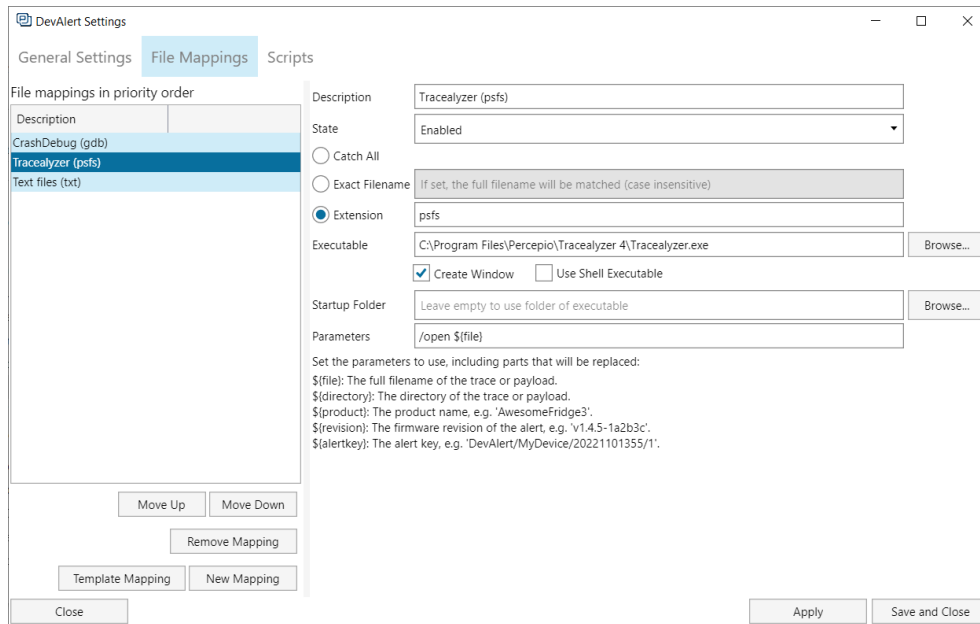 DevAlert Settings
General Settings File Mappings Scripts
File mappings in priority order
Description
CrashDebug (gdb)
Tracealyzer (psfs)
Text files (txt)
Move Up Move Down
Remove Mapping
Template Mapping New Mapping
Description Tracealyzer (psfs)
State Enabled
Catch All
Exact Filename If set, the full filename will be matched (case insensitive)
Extension psfs
Executable C:\Program Files\Percepio\Tracealyzer 4\Tracealyzer.exe Browse...
Create Window Use Shell Executable
Startup Folder Leave empty to use folder of executable Browse...
Parameters /open ${file}
Set the parameters to use, including parts that will be replaced:
${file}: The full filename of the trace or payload.
${directory}: The directory of the trace or payload.
${product}: The product name, e.g. 'AwesomeFridge3'.
${revision}: The firmware revision of the alert, e.g. 'v1.4.5-1a2b3c'.
${alertkey}: The alert key, e.g. 'DevAlert/MyDevice/20221101355/1'.
Close Apply Save and Close